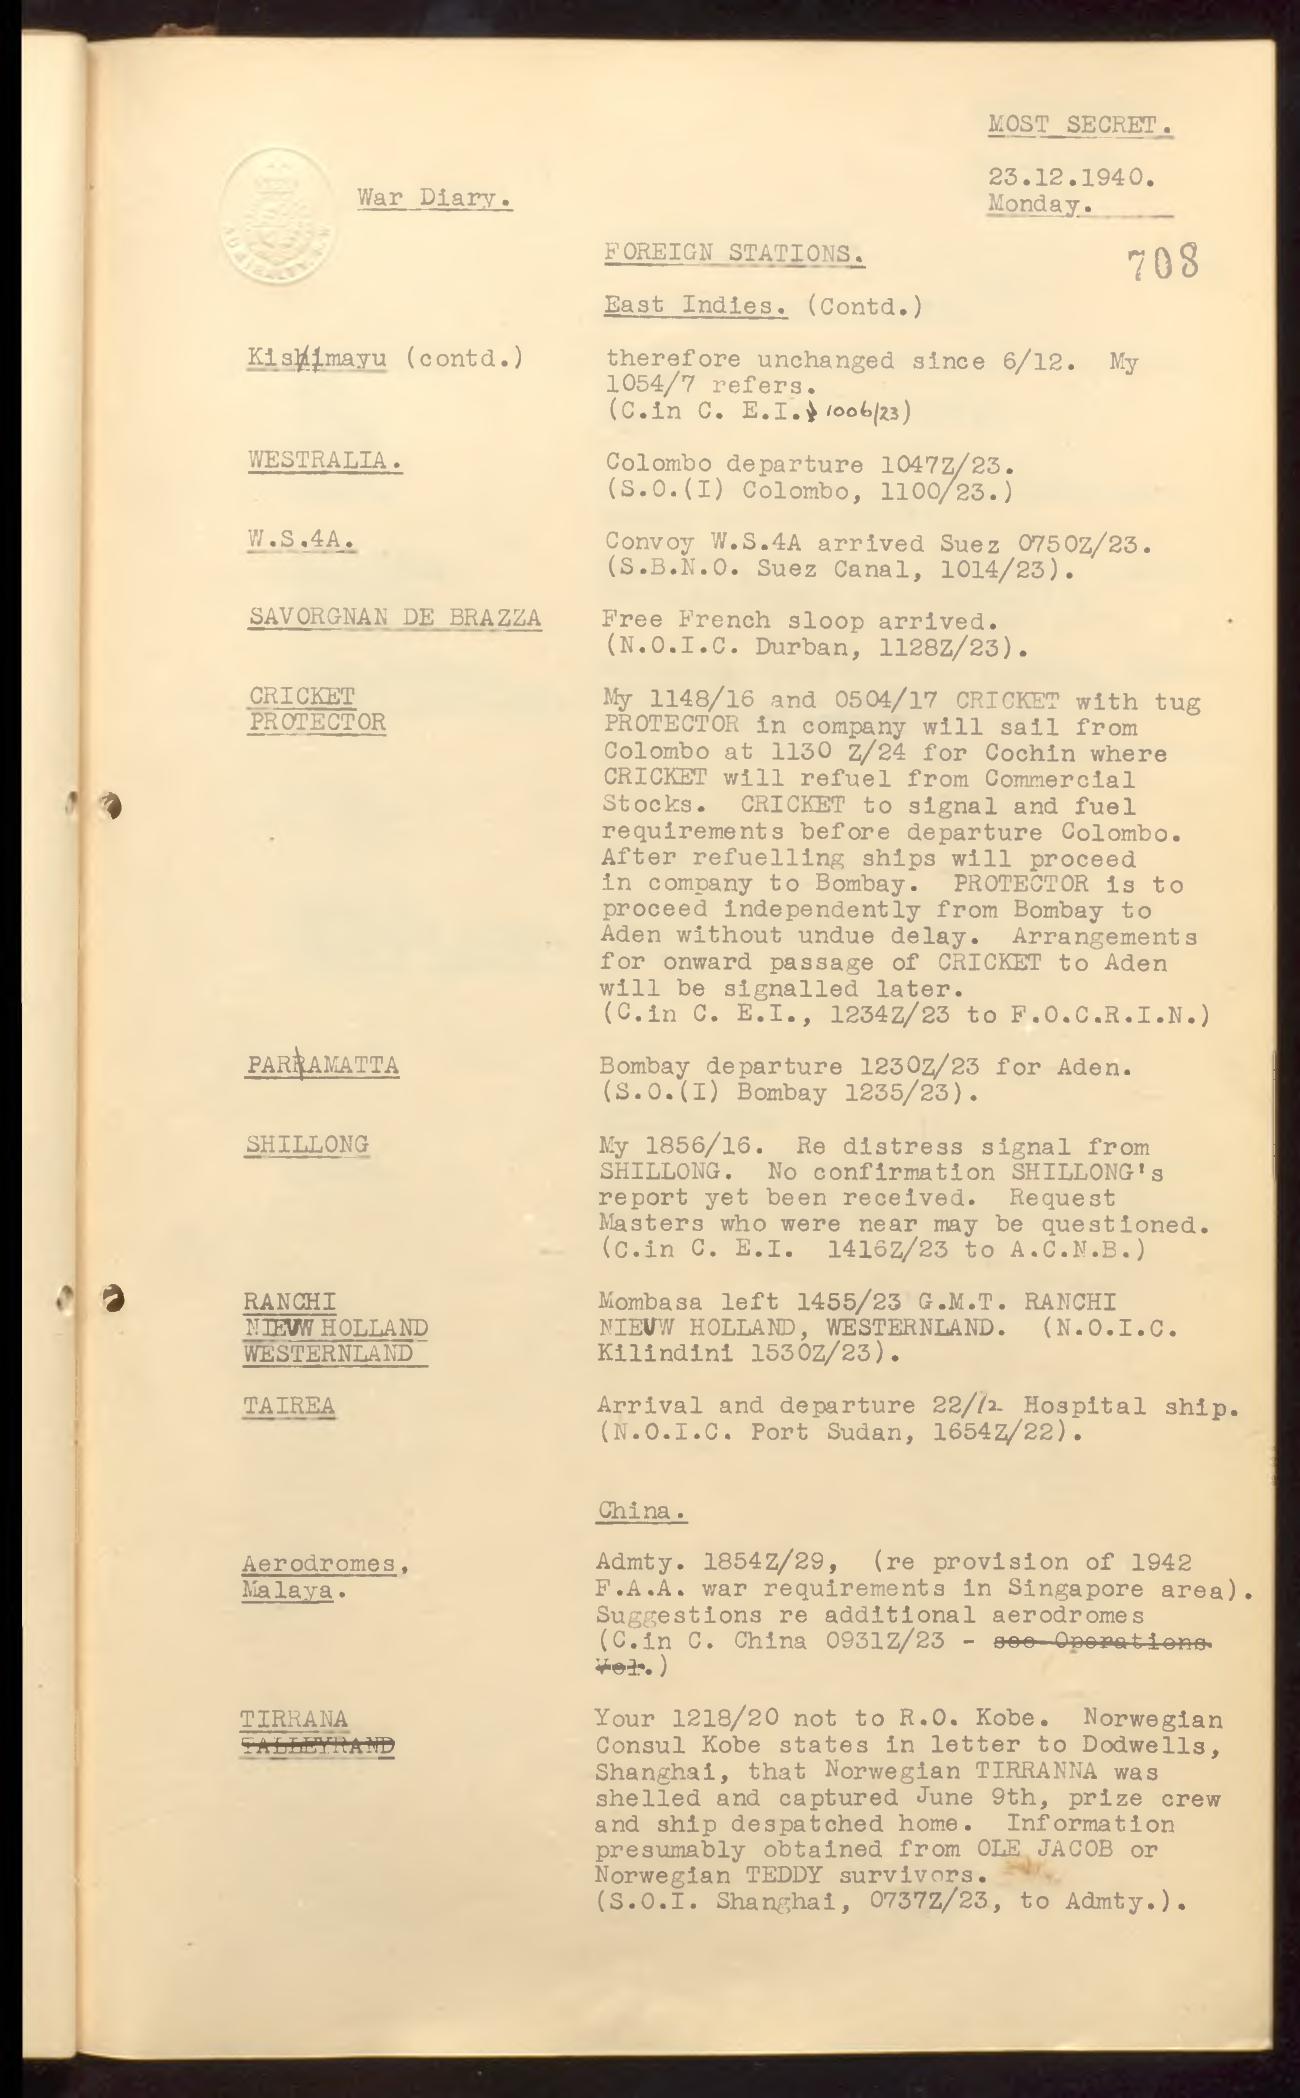 MOST SECRET.
23.12.1940.
War Diary.
Monday.
FOREIGN STATIONS.
708
East Indies. (Contd.)
Kishimayu (contd.)
therefore unchanged since 6/12. My
1054/7 refers.
(C.in C. E.I. 1006/23)
WESTRALIA.
Colombo departure 1047Z/23.
(S.O.(I) Colombo, 1100/23.)
W.S.4A.
Convoy W.S.4A arrived Suez 0750Z/23.
(S.B.N.O. Suez Canal, 1014/23).
SAVORGNAN DE BRAZZA
Free French sloop arrived.
(N.O.I.C. Durban, 1128Z/23).
CRICKET
PROTECTOR
My 1148/16 and 0504/17 CRICKET with tug
PROTECTOR in company will sail from
Colombo at 1130 Z/24 for Cochin where
CRICKET will refuel from Commercial
Stocks. CRICKET to signal and fuel
requirements before departure Colombo.
After refuelling ships will proceed
in company to Bombay. PROTECTOR is to
proceed independently from Bombay to
Aden without undue delay. Arrangements
for onward passage of CRICKET to Aden
will be signalled later.
(C.in C. E.I., 1234Z/23 to F.O.C.R.I.N.)
PARRAMATTA
Bombay departure 1230Z/23 for Aden.
(S.O.(I) Bombay 1235/23).
SHILLONG
My 1856/16. Re distress signal from
SHILLONG. No confirmation SHILLONG's
report yet been received. Request
Masters who were near may be questioned.
(C.in C. E.I. 1416Z/23 to A.C.N.B.)
RANCHI
NIEUW HOLLAND
WESTERNLAND
Mombasa left 1455/23 G.M.T. RANCHI
NIEUW HOLLAND, WESTERNLAND. (N.O.I.C.
Kilindini 1530Z/23).
TAIREA
Arrival and departure 22/12 Hospital ship.
(N.O.I.C. Port Sudan, 1654Z/22).
China.
Aerodromes,
Malaya.
Admty. 1854Z/29, (re provision of 1942
F.A.A. war requirements in Singapore area).
Suggestions re additional aerodromes
(C.in C. China 0931Z/23 - see Operations
Vol.)
TIRRANA
TALLEYRAND
Your 1218/20 not to R.O. Kobe. Norwegian
Consul Kobe states in letter to Dodwells,
Shanghai, that Norwegian TIRRANNA was
shelled and captured June 9th, prize crew
and ship despatched home. Information
presumably obtained from OLE JACOB or
Norwegian TEDDY survivors.
(S.O.I. Shanghai, 0737Z/23, to Admty.).